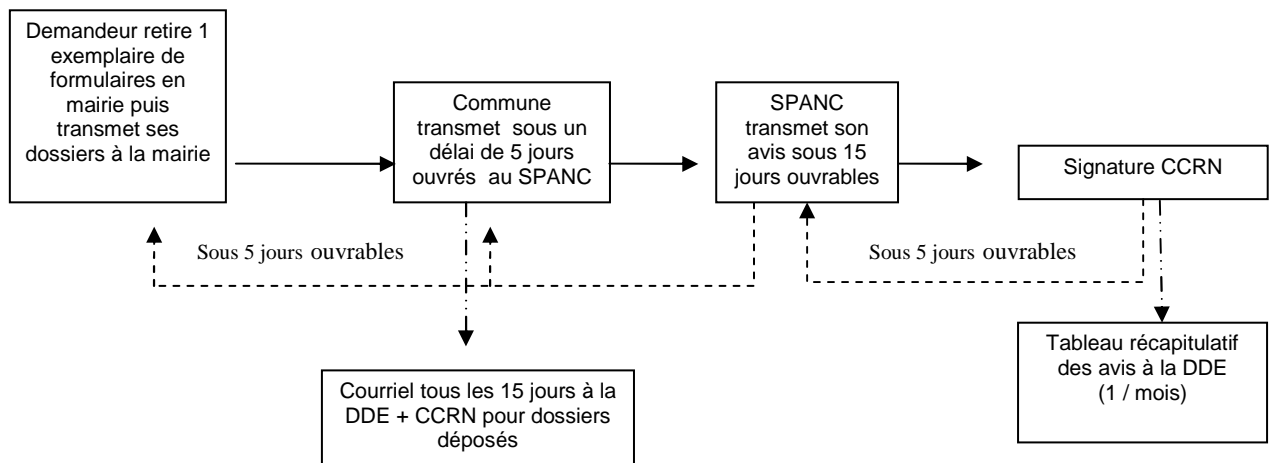 Demandeur retire 1
exemplaire de
formulaires en
mairie puis
transmet ses
dossiers à la mairie
Commune
transmet sous un
délai de 5 jours
ouvrés au SPANC
SPANC
transmet son
avis sous 15
jours ouvrables
Signature CCRN
Sous 5 jours ouvrables
Sous 5 jours ouvrables
Courriel tous les 15 jours à la
DDE + CCRN pour dossiers
déposés
Tableau récapitulatif
des avis à la DDE
(1 / mois)